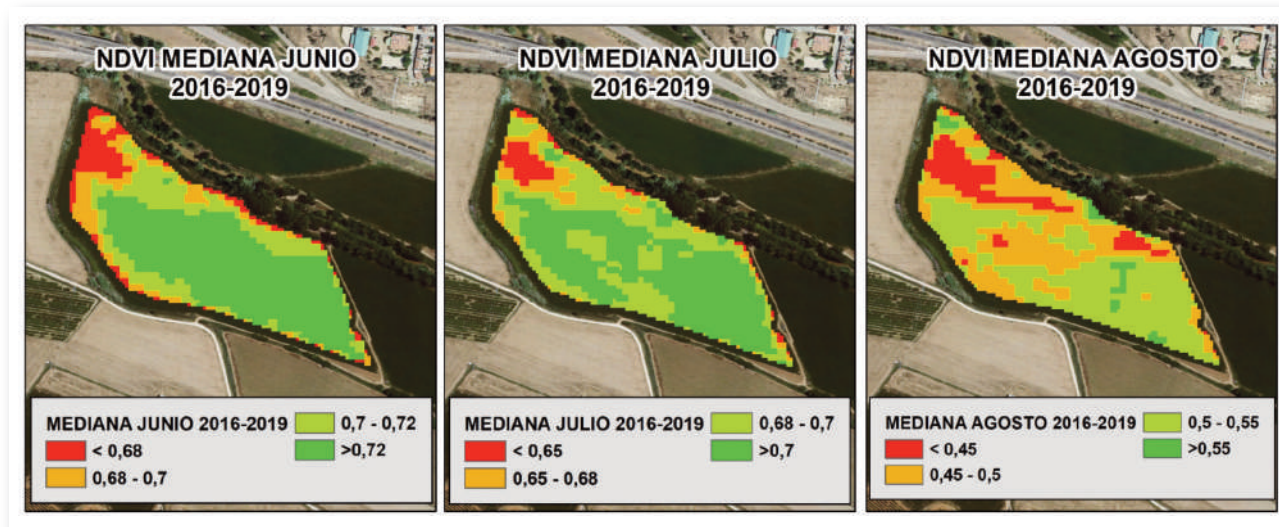 NDVI MEDIANA JUNIO
2016-2019
MEDIANA JUNIO 2016-2019
< 0,68
0,68 - 0,7
0,7 - 0,72
>0,72
NDVI MEDIANA JULIO
2016-2019
MEDIANA JULIO 2016-2019
< 0,65
0,65 - 0,68
0,68 - 0,7
>0,7
NDVI MEDIANA AGOSTO
2016-2019
MEDIANA AGOSTO 2016-2019
< 0,45
0,45 - 0,5
0,5 - 0,55
>0,55